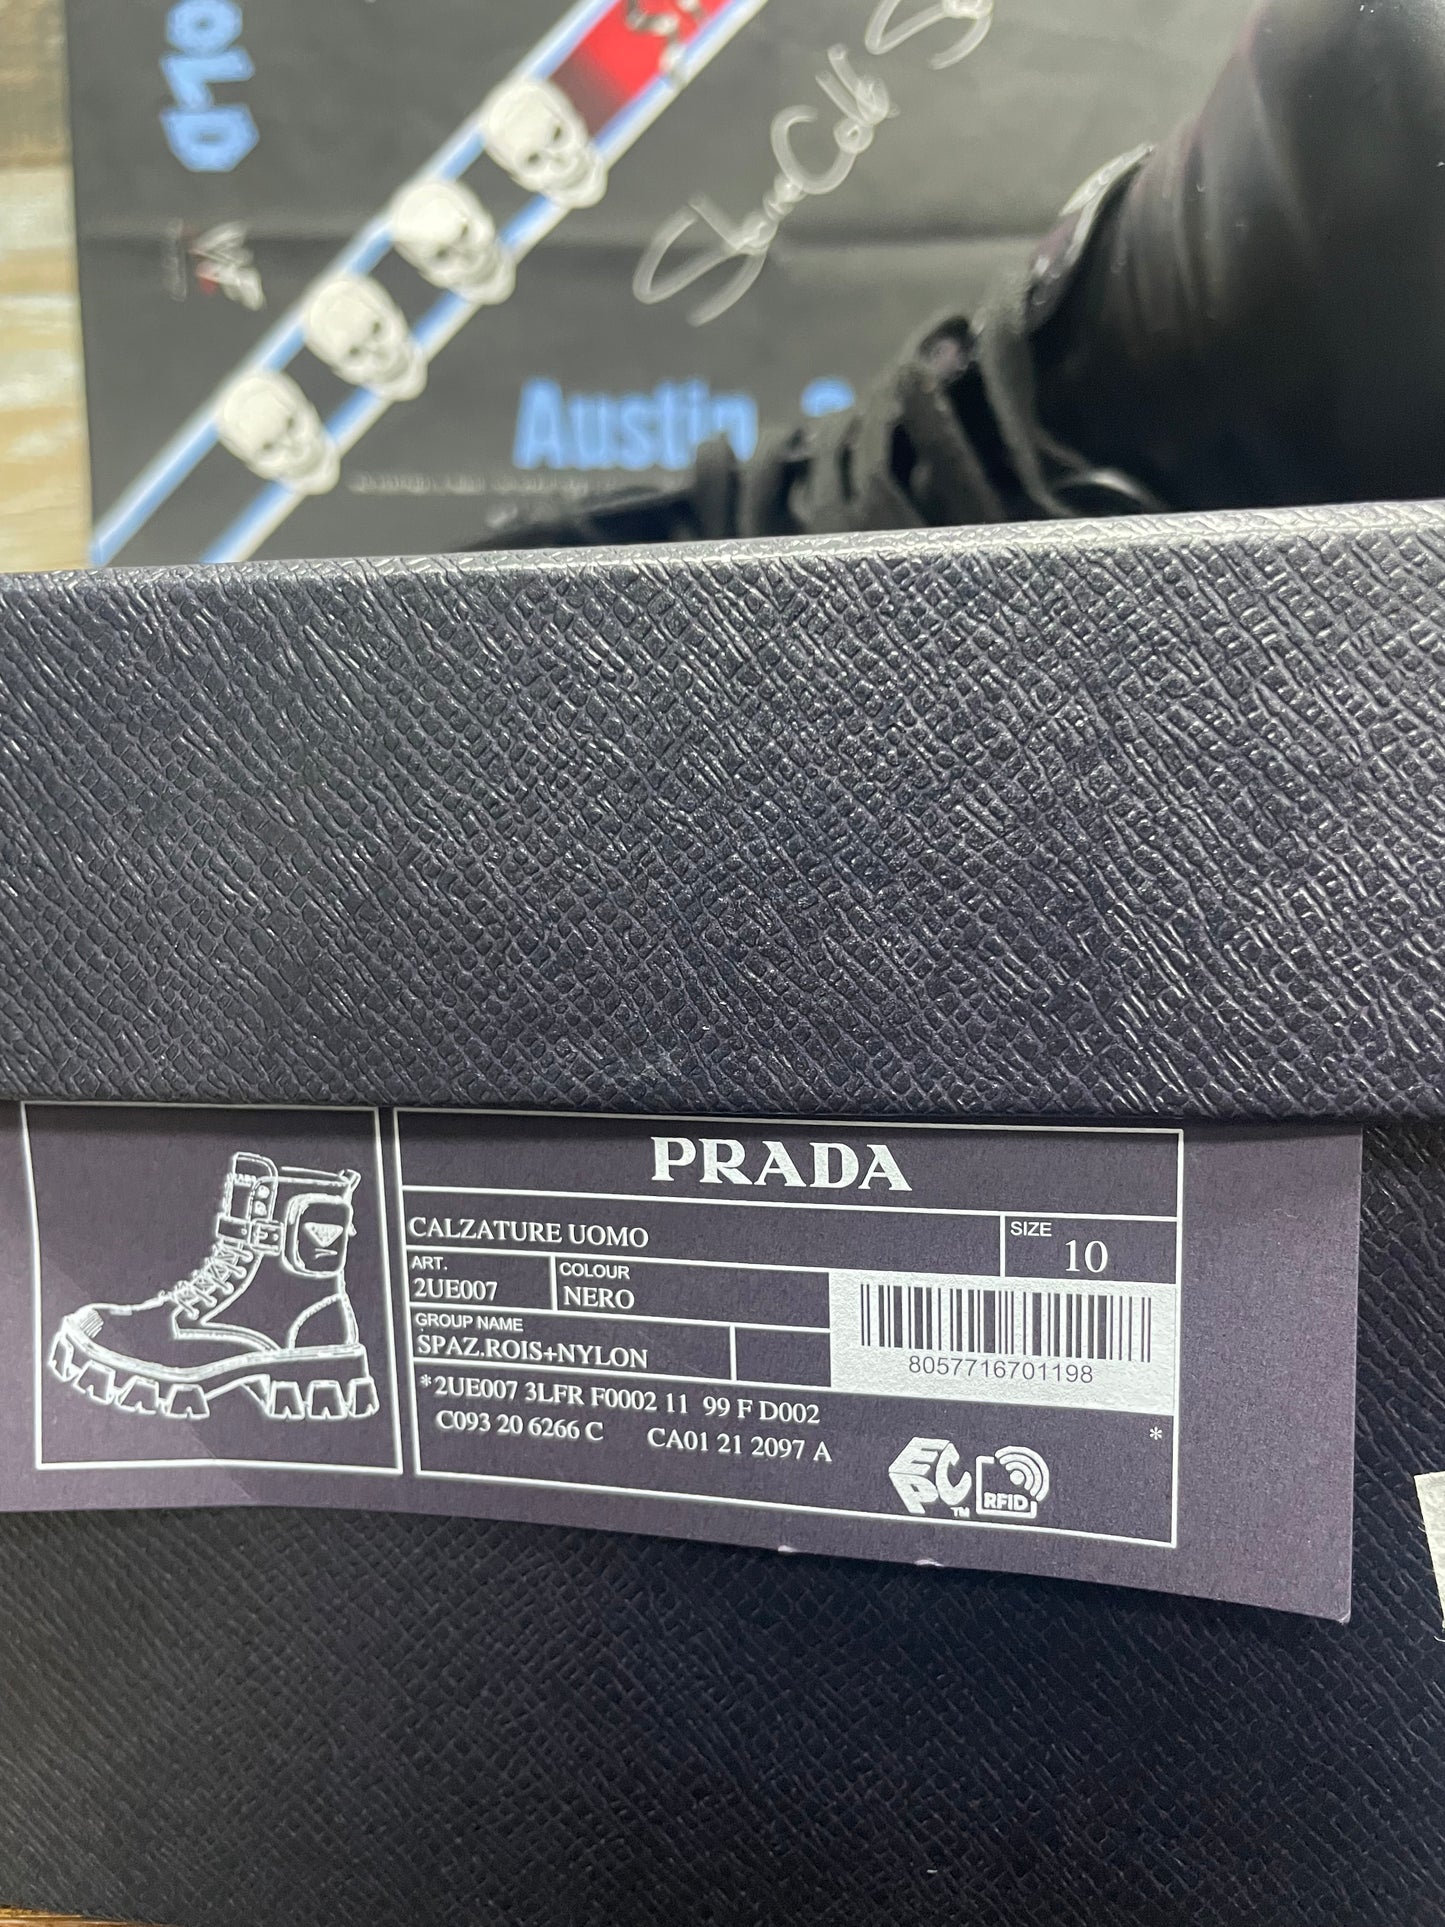 OLD
Austin
PRADA
CALZATURE UOMO
SIZE
10
ART.
2UE007
COLOUR
NERO
GROUP NAME
SPAZ.ROIS+NYLON
8057716701198
*2UE007 3LFR F0002 11 99 F D002
C093 20 6266 C CA01 21 2097 A
*
EPC™
RFID